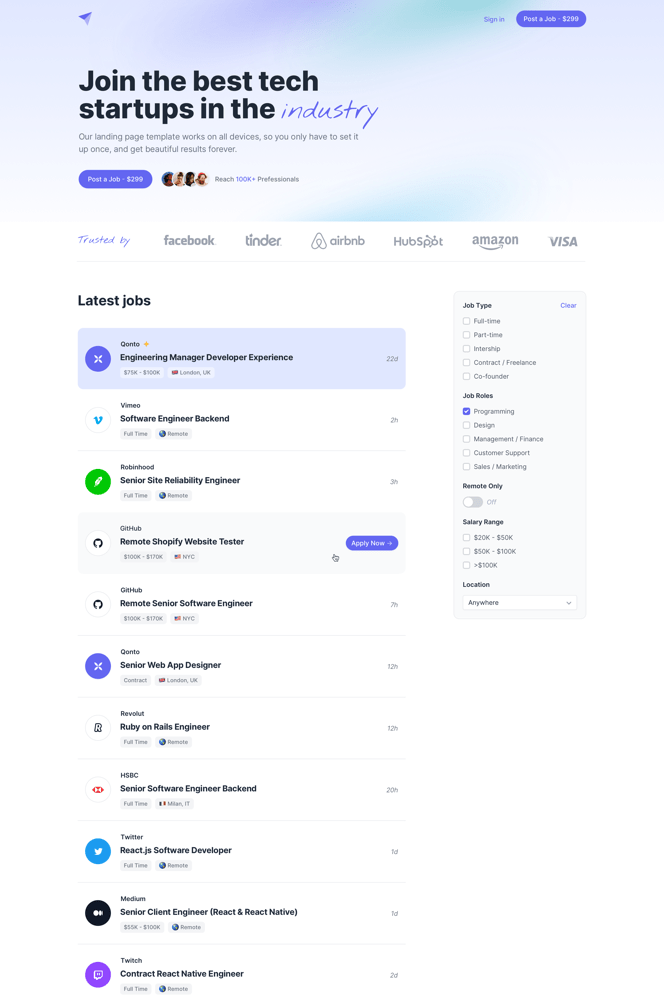 Sign in
Post a Job - $299
Join the best tech
startups in the industry
Our landing page template works on all devices, so you only have to set it
up once, and get beautiful results forever.
Post a Job - $299
Reach 100K+ Prefessionals
Trusted by
facebook
tinder
airbnb
HubSpot
amazon
VISA
Latest jobs
Qonto
Engineering Manager Developer Experience
$75K - $100K
London, UK
22d
Vimeo
Software Engineer Backend
Full Time
Remote
2h
Robinhood
Senior Site Reliability Engineer
Full Time
Remote
3h
GitHub
Remote Shopify Website Tester
$100K - $170K
NYC
Apply Now ->
GitHub
Remote Senior Software Engineer
$100K - $170K
NYC
7h
Qonto
Senior Web App Designer
Contract
London, UK
12h
Revolut
Ruby on Rails Engineer
Full Time
Remote
12h
HSBC
Senior Software Engineer Backend
Full Time
Milan, IT
20h
Twitter
React.js Software Developer
Full Time
Remote
1d
Medium
Senior Client Engineer (React & React Native)
$55K - $100K
Remote
1d
Twitch
Contract React Native Engineer
Full Time
Remote
2d
Job Type
Clear
Full-time
Part-time
Intership
Contract / Freelance
Co-founder
Job Roles
Programming
Design
Management / Finance
Customer Support
Sales / Marketing
Remote Only
Off
Salary Range
$20K - $50K
$50K - $100K
>$100K
Location
Anywhere